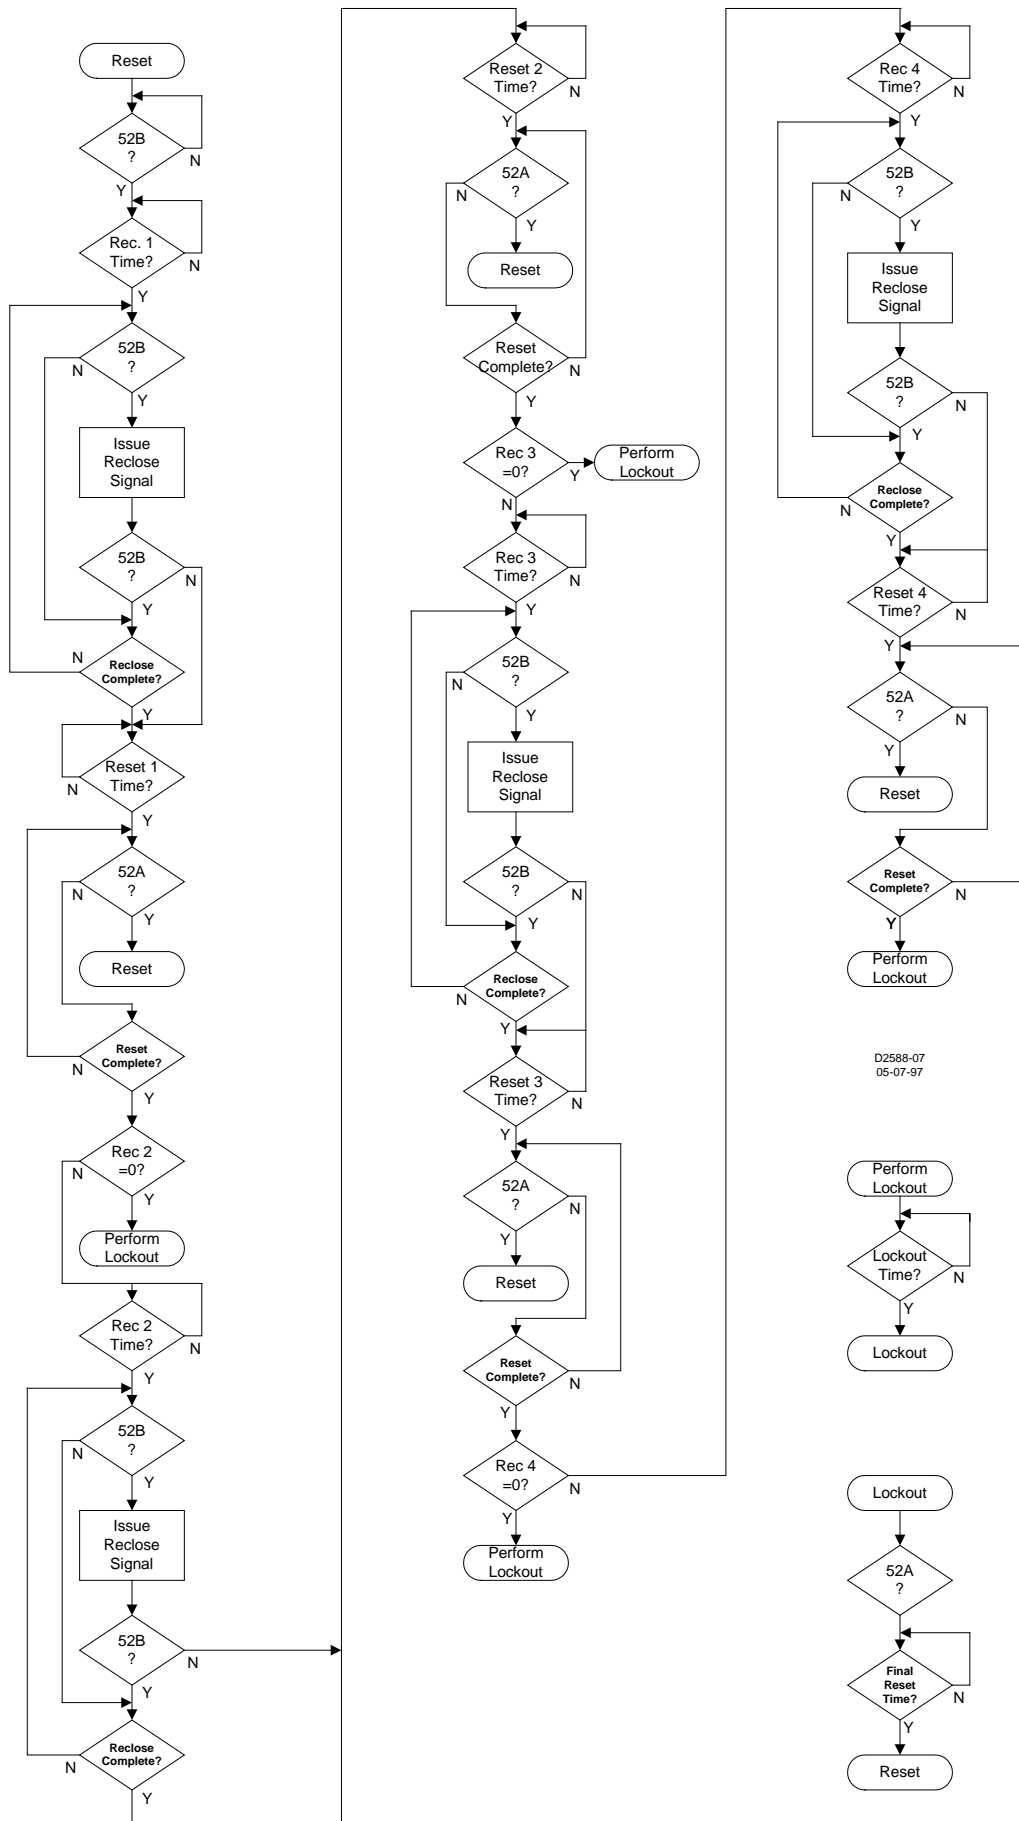 Reset
52B
?
N
Y
Rec. 1
Time?
N
Y
52B
?
N
Y
Issue
Reclose
Signal
52B
?
N
Y
N
Reclose
Complete?
Y
Reset 1
Time?
N
Y
52A
?
N
Y
Reset
Reset
Complete?
N
Y
Rec 2
=0?
N
Y
Perform
Lockout
Rec 2
Time?
N
Y
52B
?
N
Y
Issue
Reclose
Signal
52B
?
N
Y
Reclose
Complete?
N
Y
Reset 2
Time?
N
Y
52A
?
N
Y
Reset
Reset
Complete?
N
Y
Rec 3
=0?
Y
Perform
Lockout
N
Rec 3
Time?
N
Y
52B
?
N
Y
Issue
Reclose
Signal
52B
?
N
Y
Reclose
Complete?
N
Y
Reset 3
Time?
N
Y
52A
?
N
Y
Reset
Reset
Complete?
N
Y
Rec 4
=0?
N
Y
Perform
Lockout
Rec 4
Time?
N
Y
52B
?
N
Y
Issue
Reclose
Signal
52B
?
N
Y
Reclose
Complete?
N
Y
Reset 4
Time?
N
Y
52A
?
N
Y
Reset
Reset
Complete?
N
Y
Perform
Lockout
D2588-07
05-07-97
Perform
Lockout
Lockout
Time?
N
Y
Lockout
Lockout
52A
?
Final
Reset
Time?
N
Y
Reset